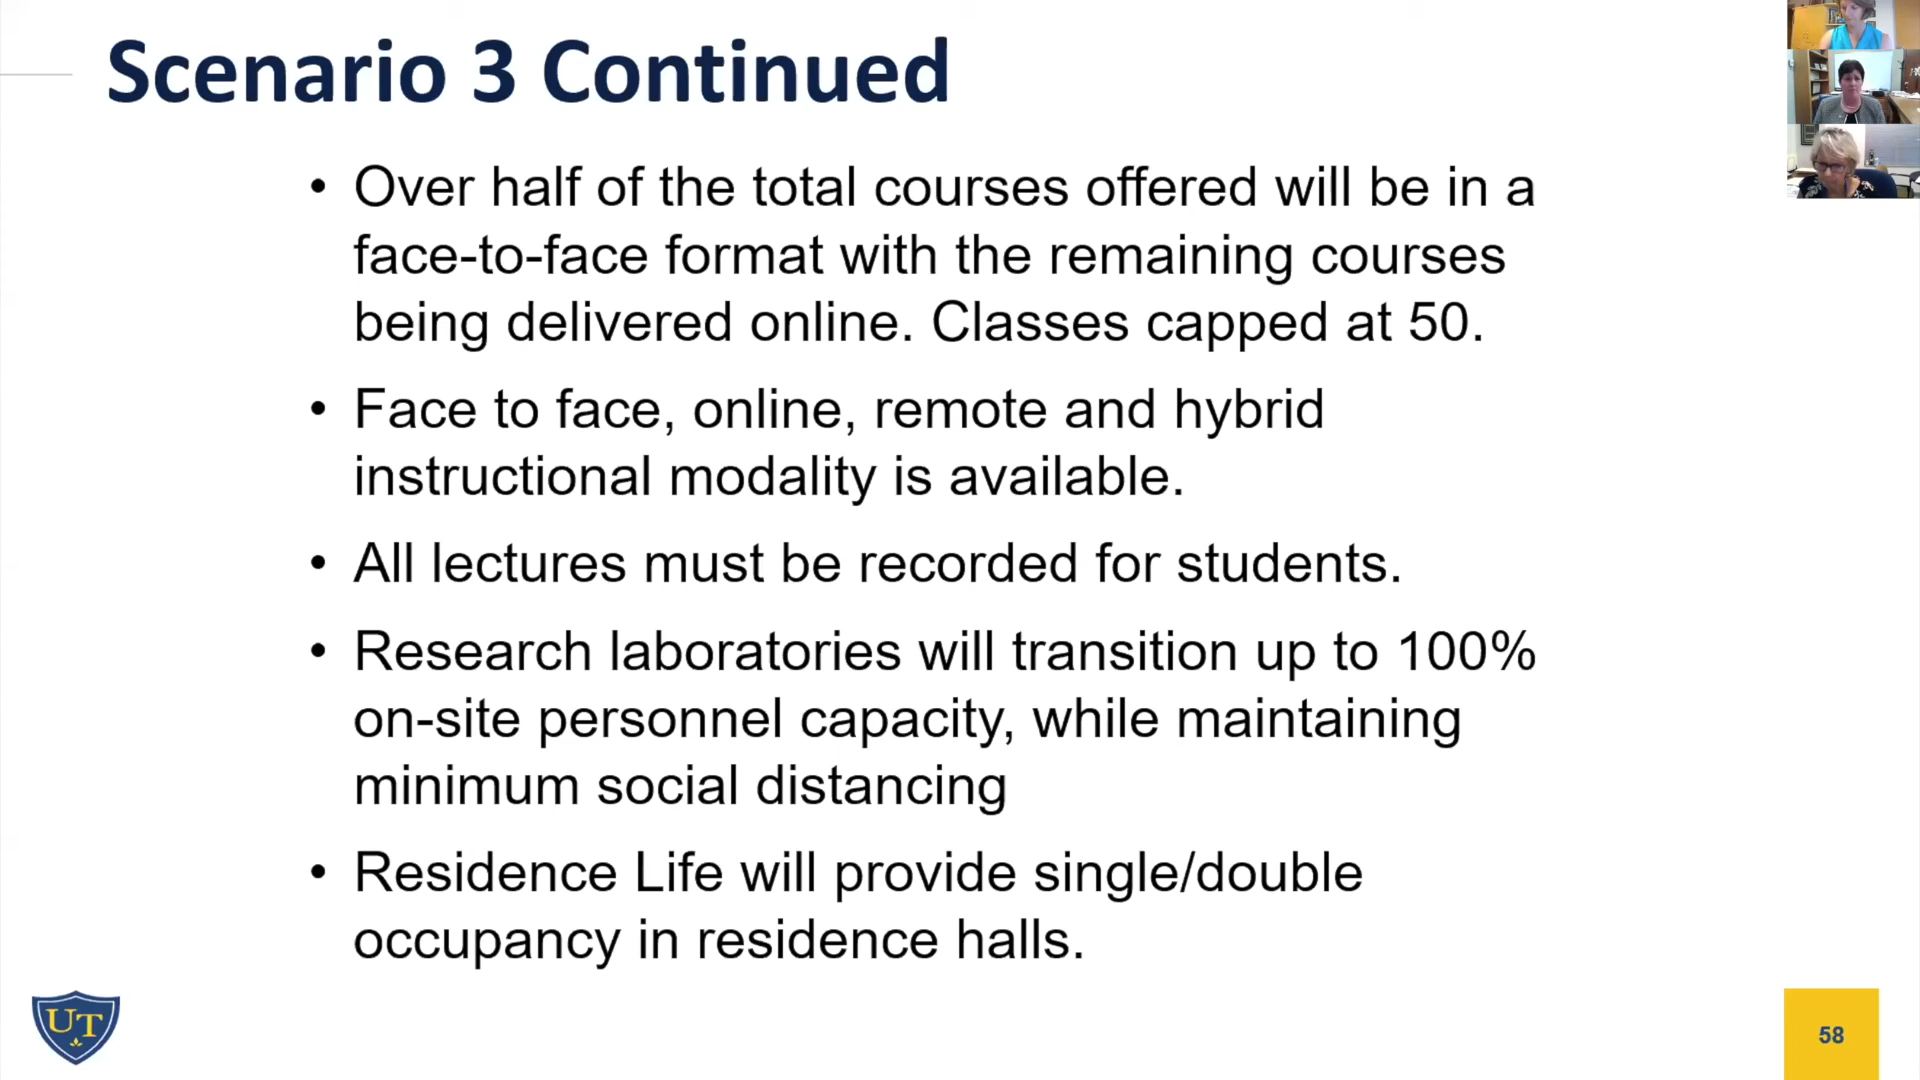 Scenario 3 Continued
• Over half of the total courses offered will be in a
face-to-face format with the remaining courses
being delivered online. Classes capped at 50.
• Face to face, online, remote and hybrid
instructional modality is available.
• All lectures must be recorded for students.
• Research laboratories will transition up to 100%
on-site personnel capacity, while maintaining
minimum social distancing
• Residence Life will provide single/double
occupancy in residence halls.
UT
58